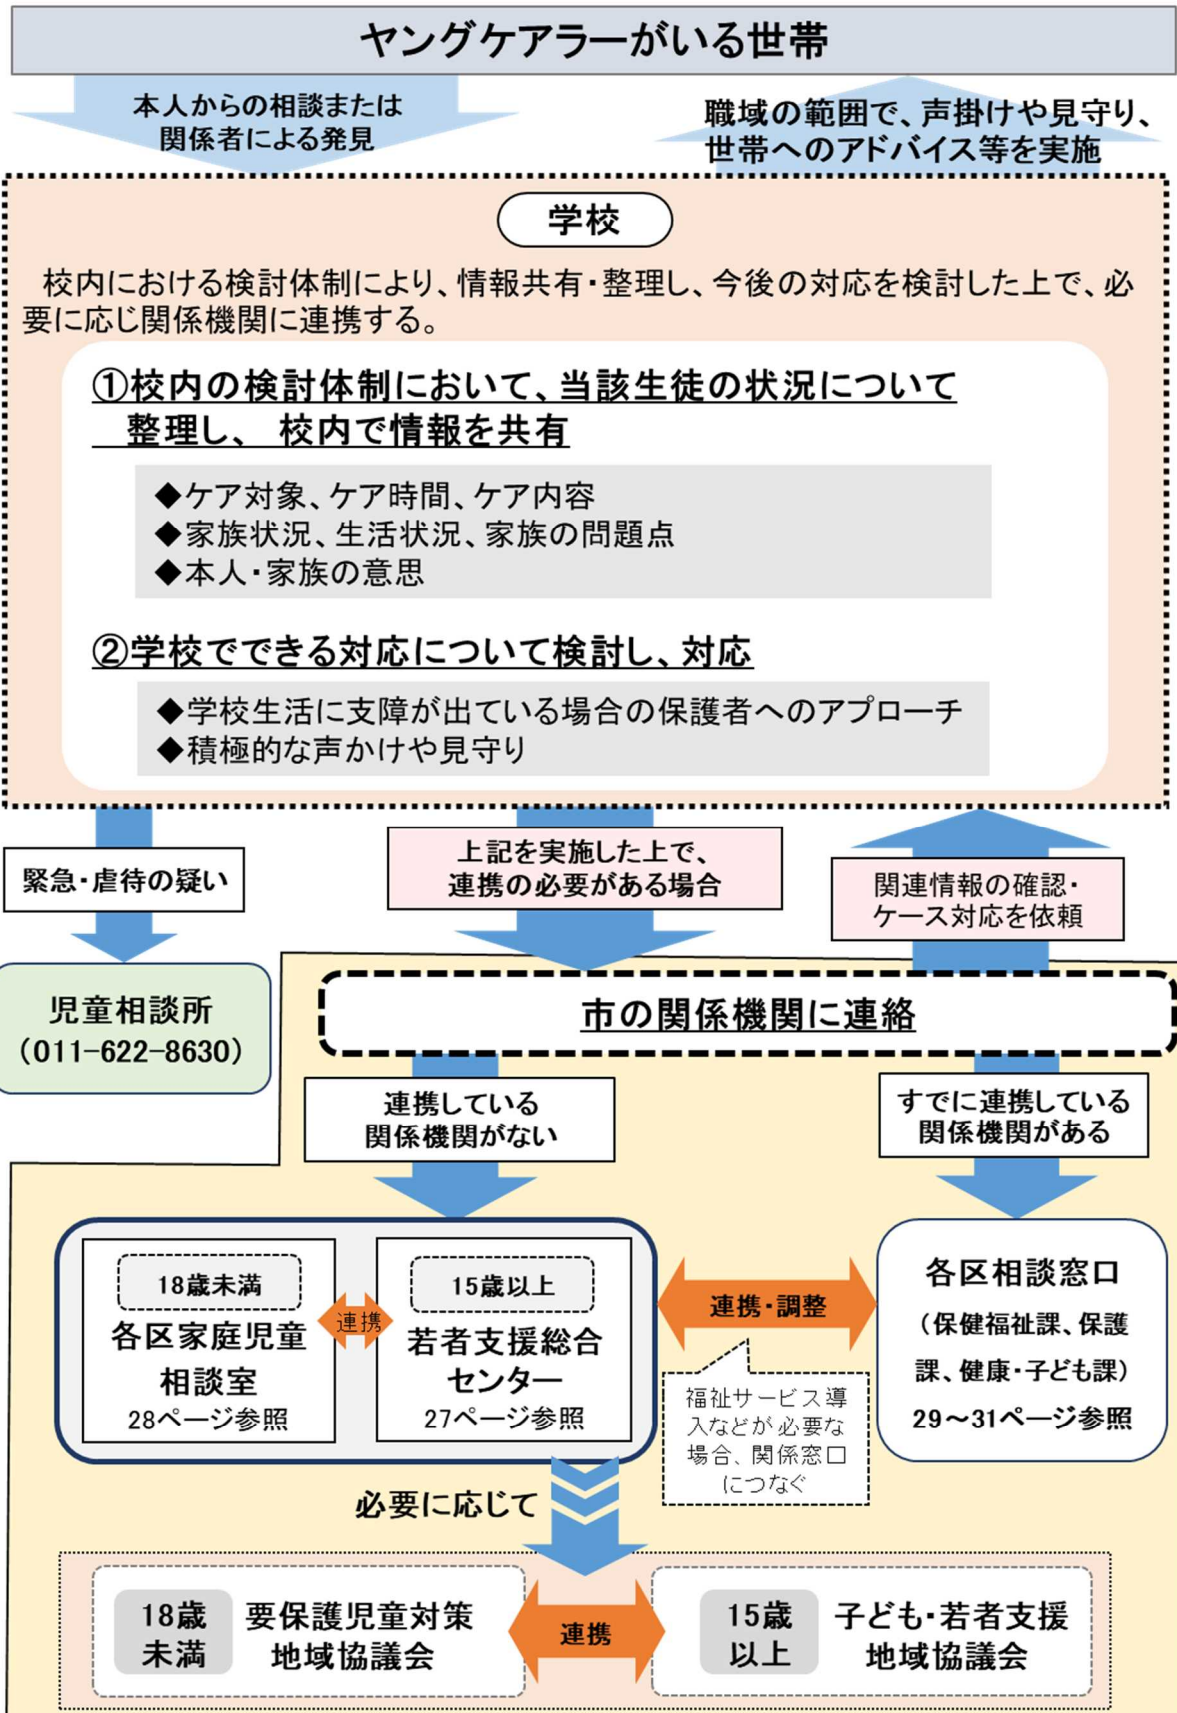 ヤングケアラーがいる世帯
本人からの相談または
関係者による発見
職域の範囲で、声掛けや見守り、
世帯へのアドバイス等を実施
学校
校内における検討体制により、情報共有・整理し、今後の対応を検討した上で、必
要に応じ関係機関に連携する。
①校内の検討体制において、当該生徒の状況について
整理し、 校内で情報を共有
◆ケア対象、ケア時間、ケア内容
◆家族状況、生活状況、家族の問題点
◆本人・家族の意思
②学校でできる対応について検討し、対応
◆学校生活に支障が出ている場合の保護者へのアプローチ
◆積極的な声かけや見守り
緊急・虐待の疑い
上記を実施した上で、
連携の必要がある場合
関連情報の確認・
ケース対応を依頼
児童相談所
（011-622-8630）
市の関係機関に連絡
連携している
関係機関がない
すでに連携している
関係機関がある
18歳未満
各区家庭児童
相談室
28ページ参照
連携
15歳以上
若者支援総合
センター
27ページ参照
連携・調整
福祉サービス導
入などが必要な
場合、関係窓口
につなぐ
各区相談窓口
（保健福祉課、保護
課、健康・子ども課）
29～31ページ参照
必要に応じて
18歳
未満
要保護児童対策
地域協議会
連携
15歳
以上
子ども・若者支援
地域協議会